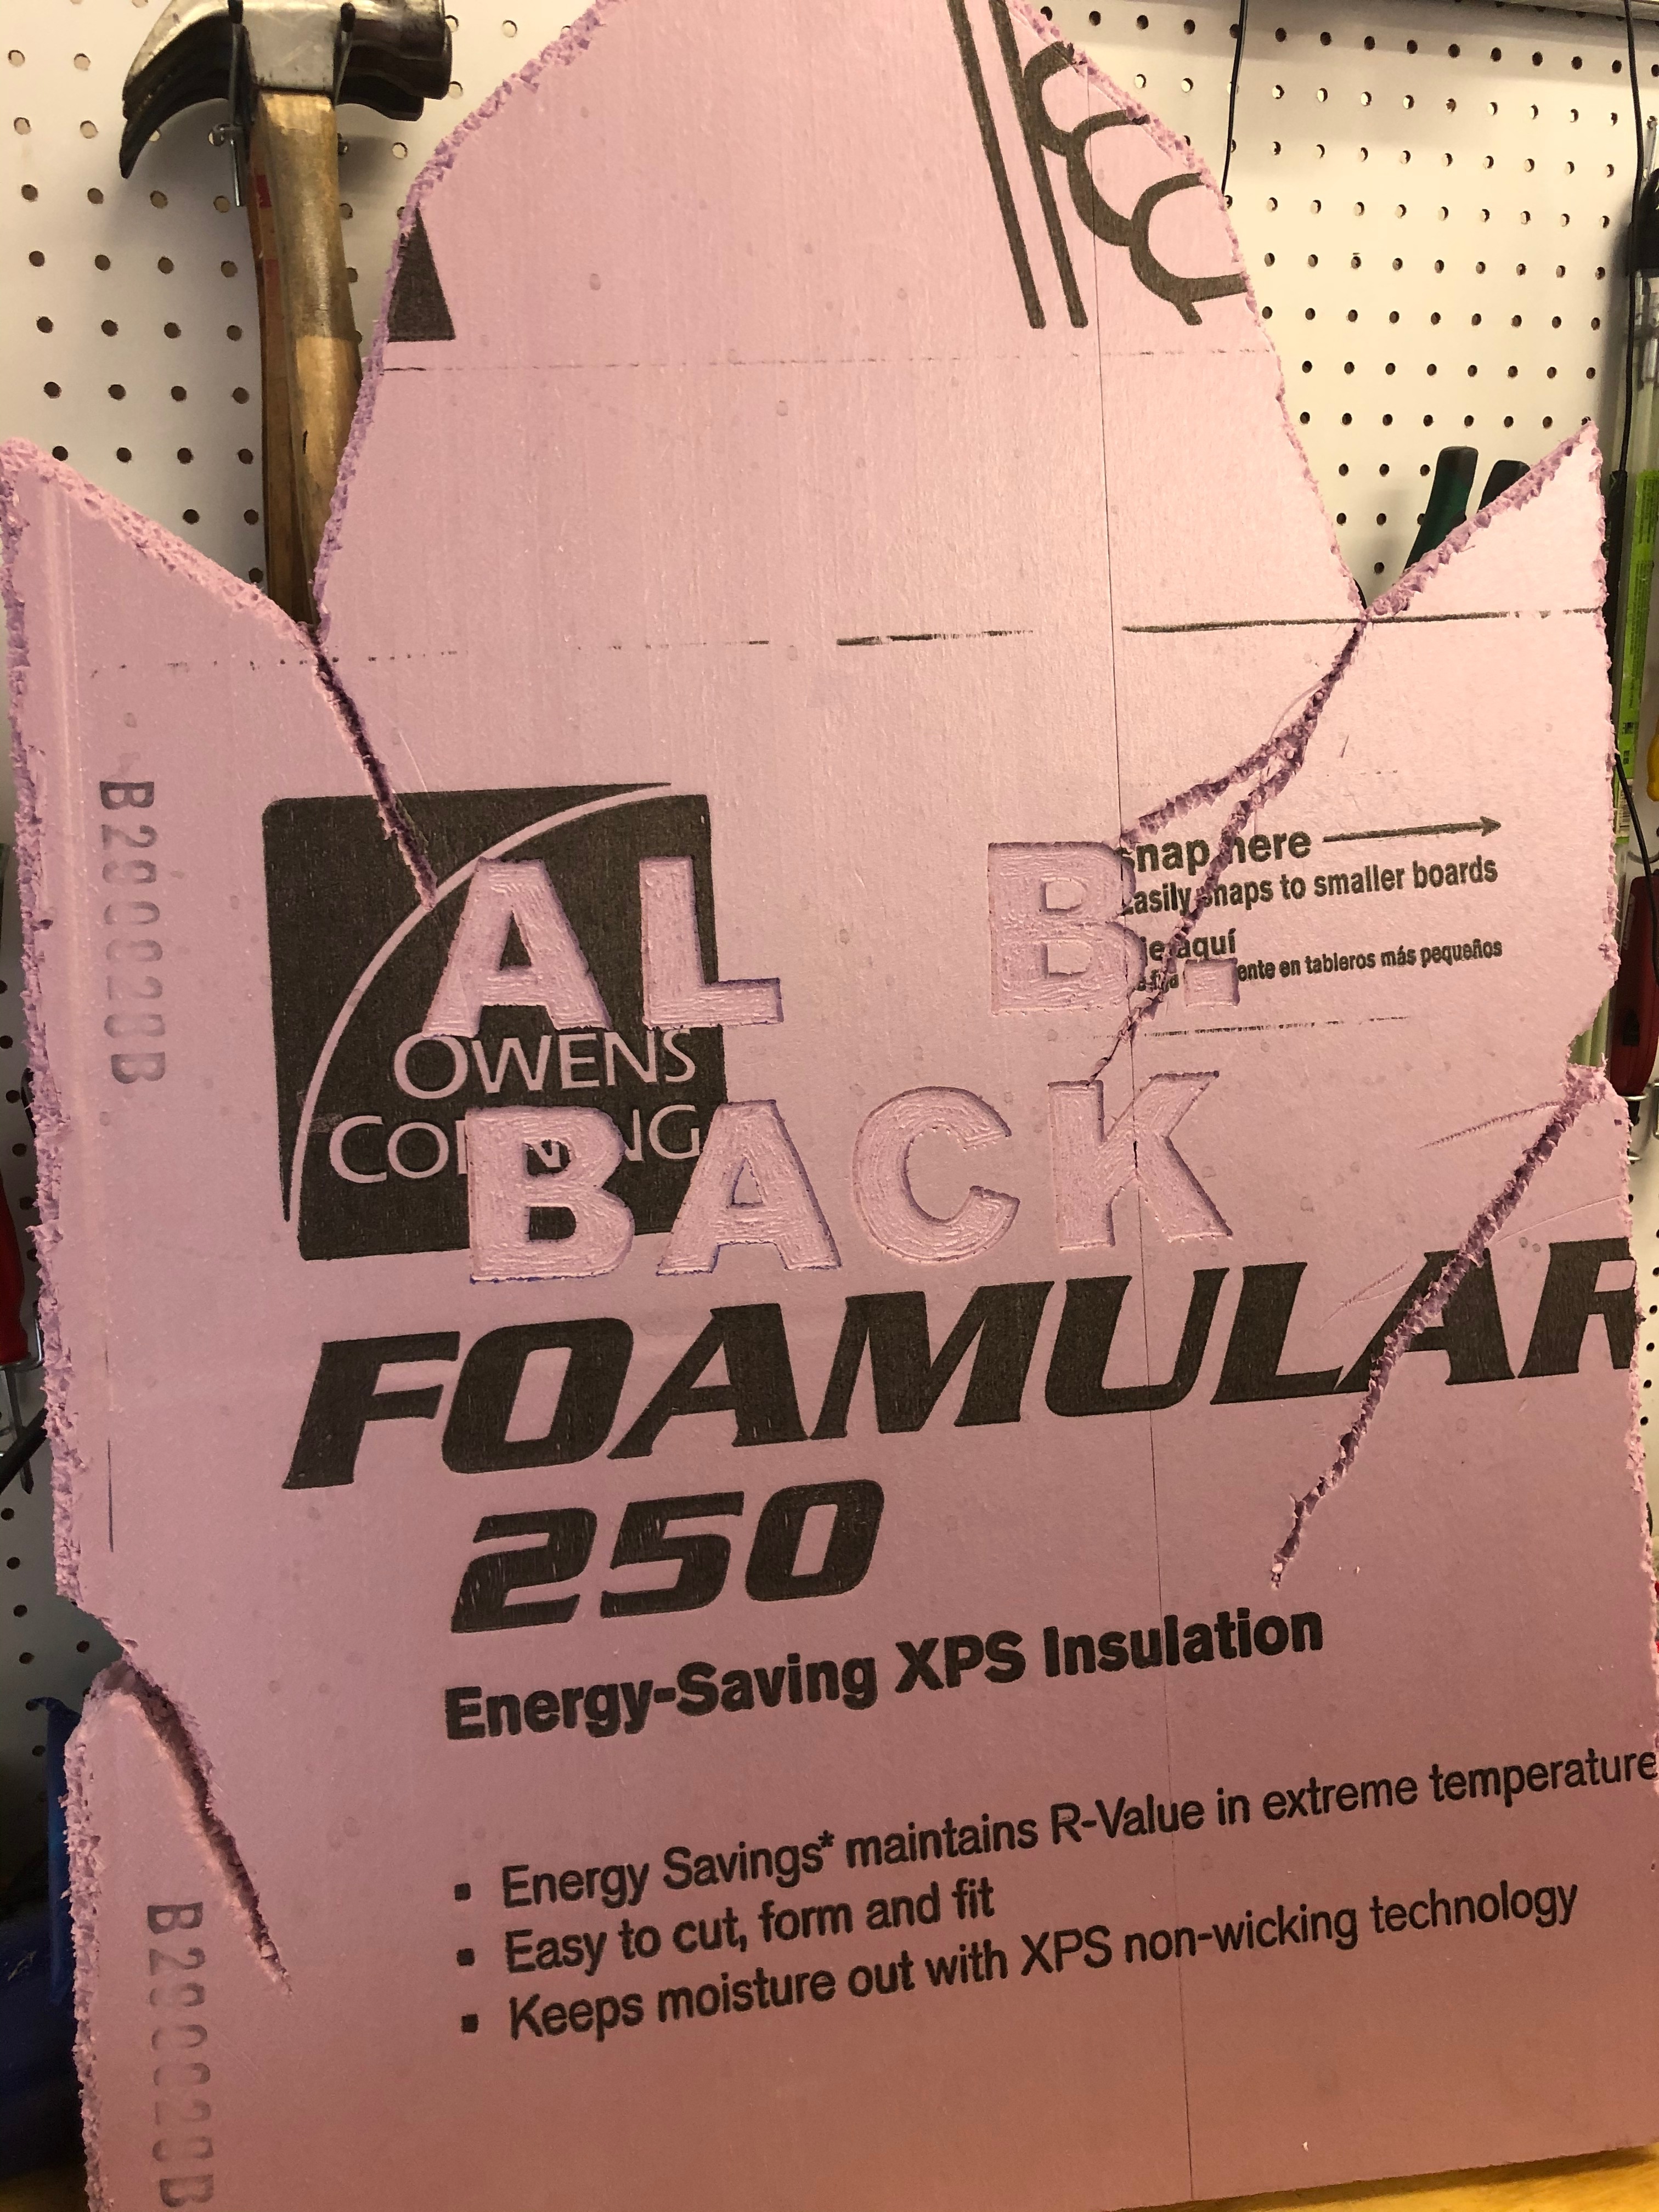 AL B.
snap here
easily snaps to smaller boards
aquí
en tableros más pequeños
OWENS
BACK
FOAMULAR
250
Energy-Saving XPS Insulation
▪ Energy Savings* maintains R-Value in extreme temperature
▪ Easy to cut, form and fit
▪ Keeps moisture out with XPS non-wicking technology